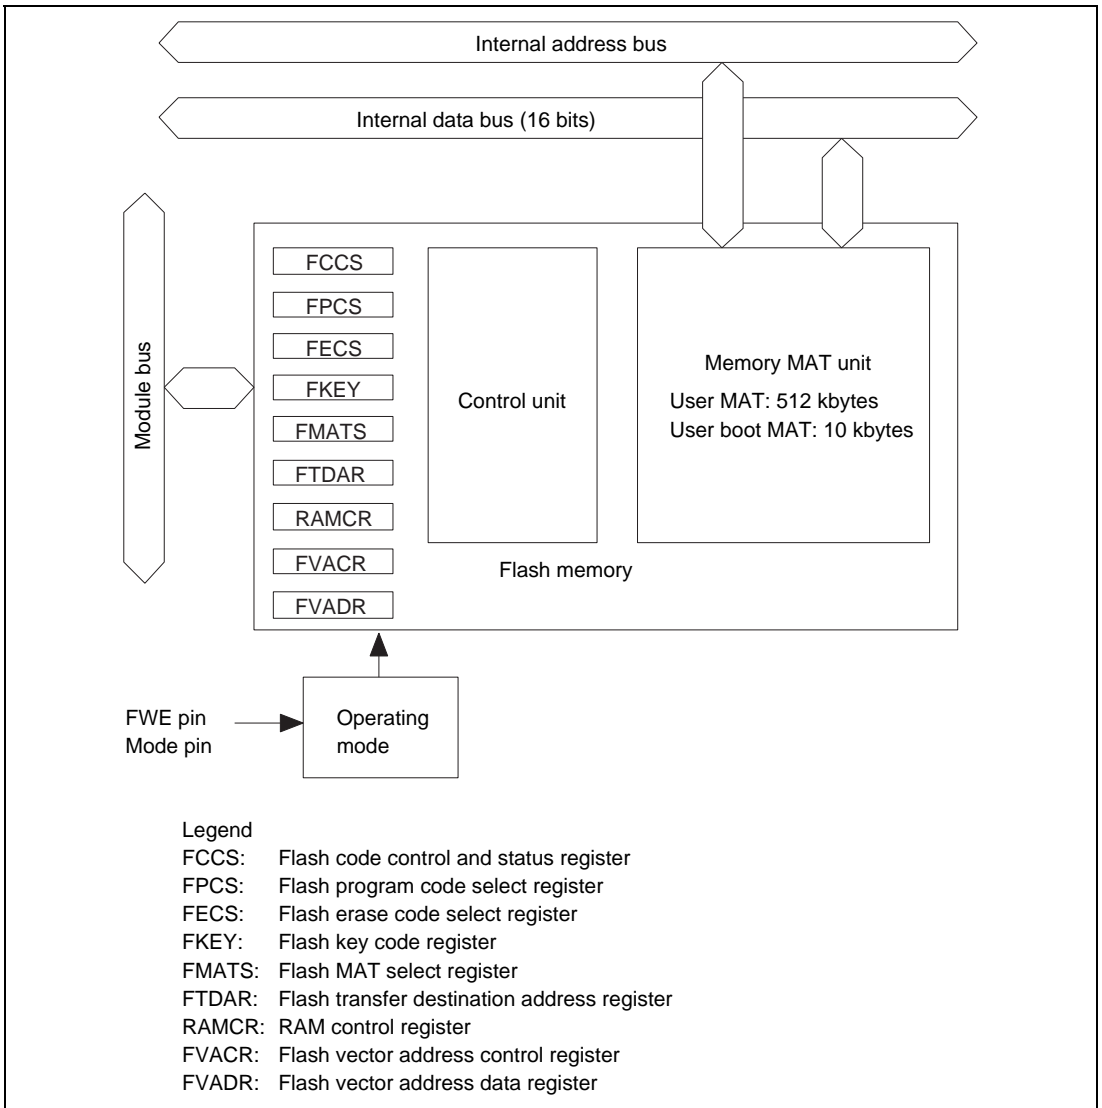 Internal address bus
Internal data bus (16 bits)
Module bus
FCCS
FPCS
FECS
FKEY
FMATS
FTDAR
RAMCR
FVACR
FVADR
Control unit
Memory MAT unit
User MAT: 512 kbytes
User boot MAT: 10 kbytes
Flash memory
FWE pin
Mode pin
Operating
mode
Legend
FCCS: Flash code control and status register
FPCS: Flash program code select register
FECS: Flash erase code select register
FKEY: Flash key code register
FMATS: Flash MAT select register
FTDAR: Flash transfer destination address register
RAMCR: RAM control register
FVACR: Flash vector address control register
FVADR: Flash vector address data register